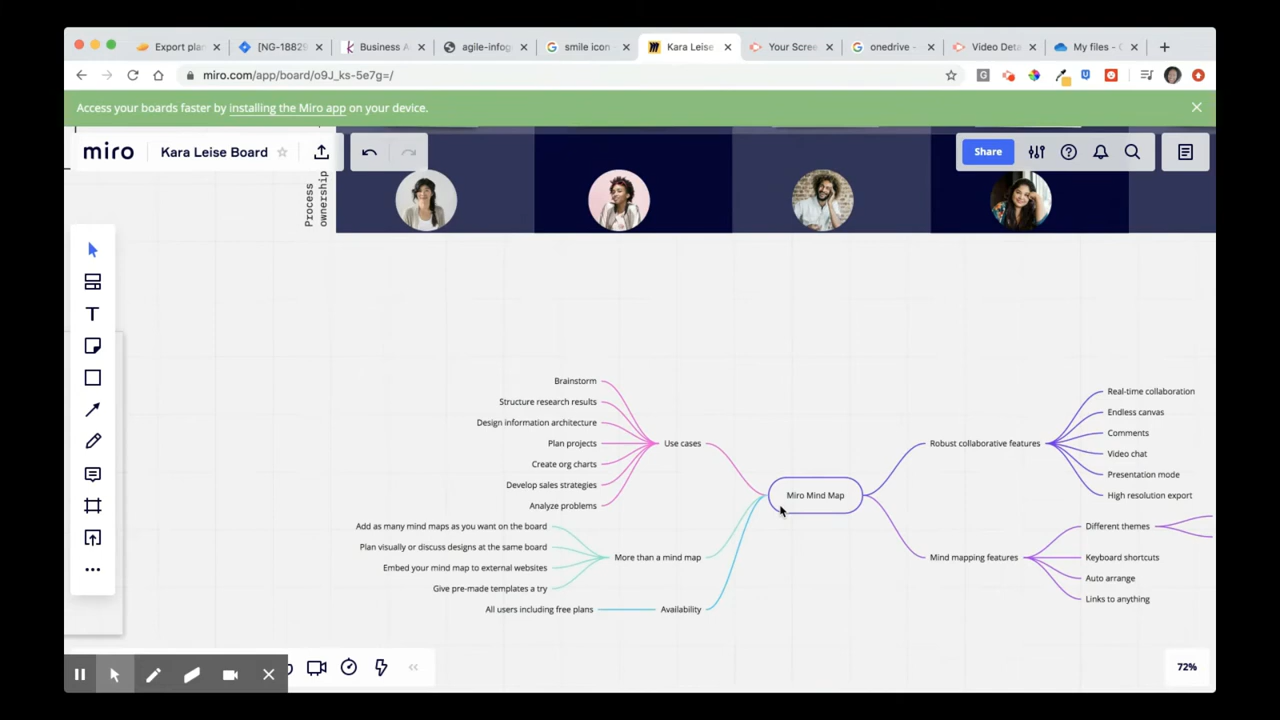 Export pla
[NG-1882
Business A
agile-infog
smile icon
Kara Leise
Your Scree
onedrive -
Video Deta
My files -
miro.com/app/board/o9J_ks-5e7g=/
Access your boards faster by installing the Miro app on your device.
miro
Kara Leise Board
Share
Process
ownership
Brainstorm
Structure research results
Design information architecture
Plan projects
Create org charts
Develop sales strategies
Analyze problems
Use cases
Add as many mind maps as you want on the board
Plan visually or discuss designs at the same board
Embed your mind map to external websites
Give pre-made templates a try
More than a mind map
All users including free plans
Availability
Miro Mind Map
Robust collaborative features
Real-time collaboration
Endless canvas
Comments
Video chat
Presentation mode
High resolution export
Mind mapping features
Different themes
Keyboard shortcuts
Auto arrange
Links to anything
72%